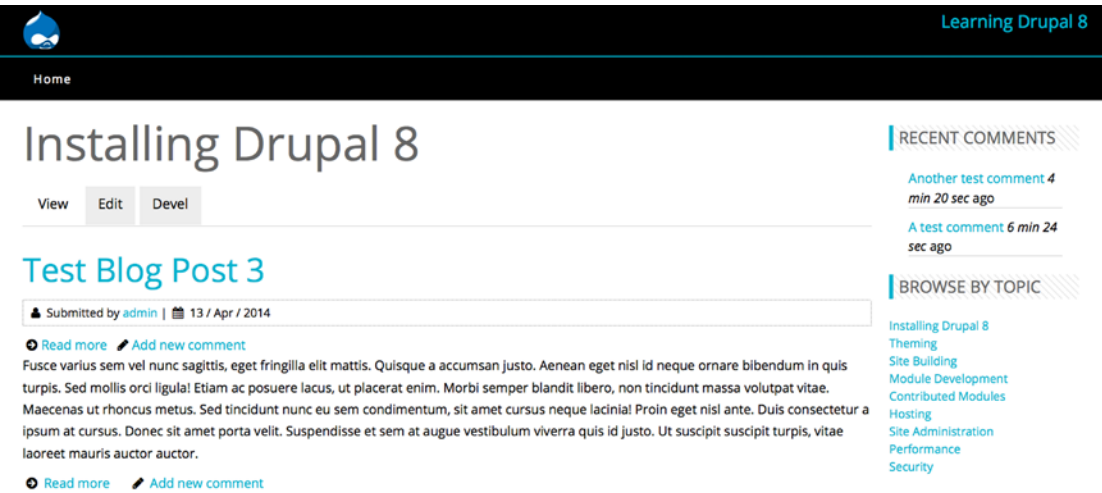 Learning Drupal 8
Home
Installing Drupal 8
View Edit Devel
Test Blog Post 3
Submitted by admin | 13 / Apr / 2014
Read more Add new comment
Fusce varius sem vel nunc sagittis, eget fringilla elit mattis. Quisque a accumsan justo. Aenean eget nisl id neque ornare bibendum in quis
turpis. Sed mollis orci ligula! Etiam ac posuere lacus, ut placerat enim. Morbi semper blandit libero, non tincidunt massa volutpat vitae.
Maecenas ut rhoncus metus. Sed tincidunt nunc eu sem condimentum, sit amet cursus neque lacinia! Proin eget nisl ante. Duis consectetur a
ipsum at cursus. Donec sit amet porta velit. Suspendisse et sem at augue vestibulum viverra quis id justo. Ut suscipit suscipit turpis, vitae
laoreet mauris auctor auctor.
Read more Add new comment
RECENT COMMENTS
Another test comment 4
min 20 sec ago
A test comment 6 min 24
sec ago
BROWSE BY TOPIC
Installing Drupal 8
Theming
Site Building
Module Development
Contributed Modules
Hosting
Site Administration
Performance
Security